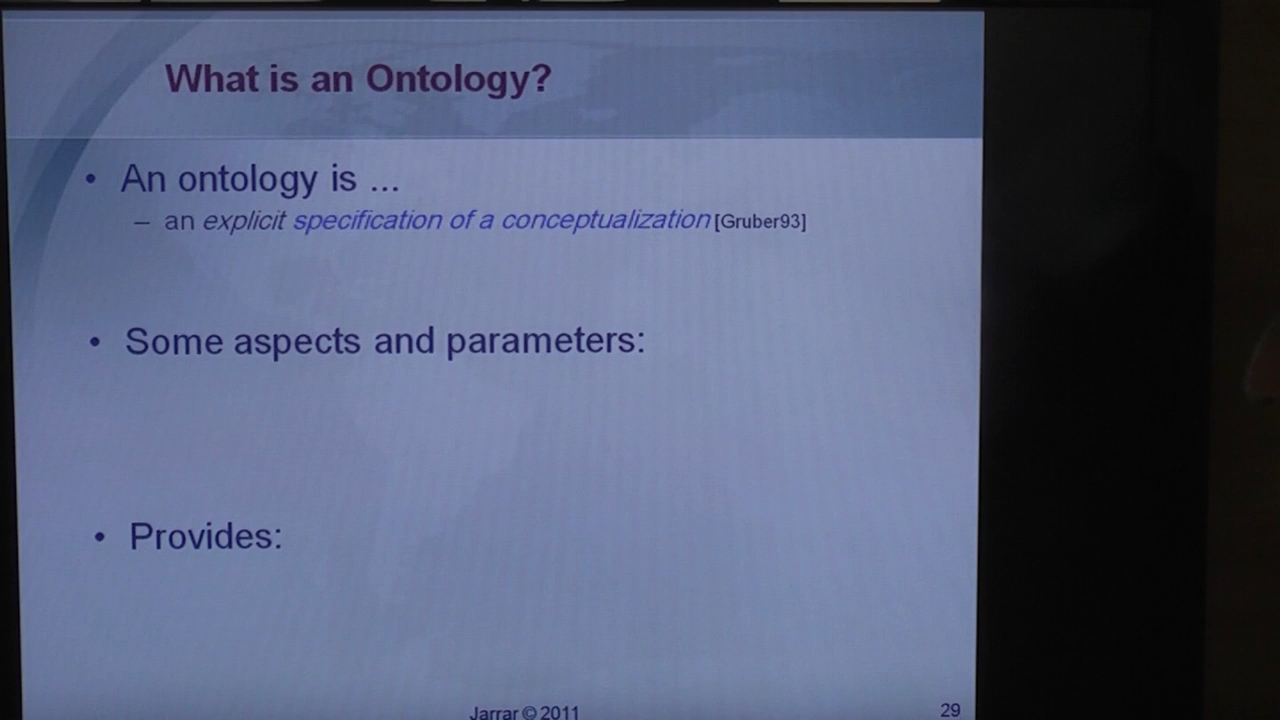 What is an Ontology?
• An ontology is ...
– an explicit specification of a conceptualization [Gruber93]
• Some aspects and parameters:
• Provides:
Jarrar © 2011
29